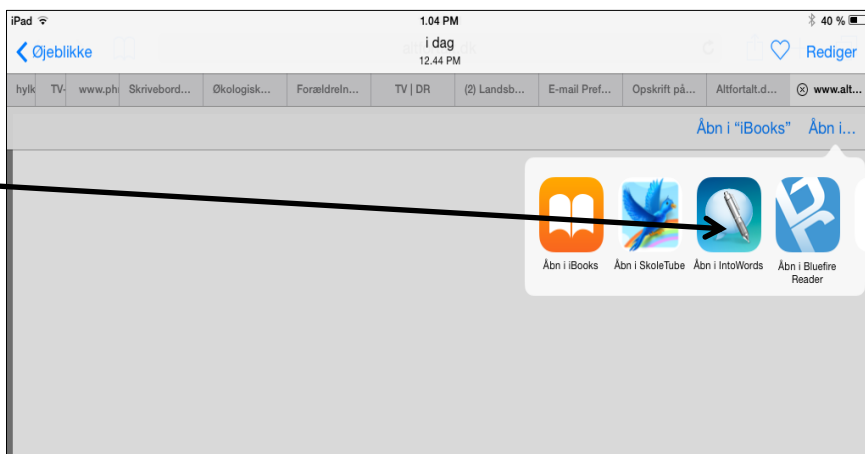 iPad 1.04 PM 40 %
Øjeblikke i dag Rediger
12.44 PM
hylk TV- www.ph Skrivebord... Økologisk... ForældreIn... TV | DR (2) Landsb... E-mail Pref... Opskrift på... Altfortalt.d... www.alt...
Åbn i “iBooks” Åbn i...
Åbn i iBooks Åbn i SkoleTube Åbn i IntoWords Åbn i Bluefire
Reader